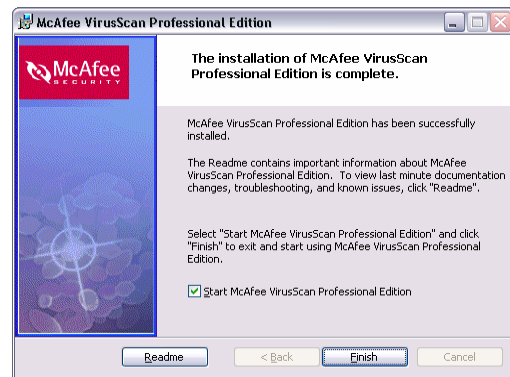 McAfee VirusScan Professional Edition
McAfee
SECURITY
The installation of McAfee VirusScan
Professional Edition is complete.
McAfee VirusScan Professional Edition has been successfully
installed.
The Readme contains important information about McAfee
VirusScan Professional Edition. To view last minute documentation
changes, troubleshooting, and known issues, click "Readme".
Select "Start McAfee VirusScan Professional Edition" and click
"Finish" to exit and start using McAfee VirusScan Professional
Edition.
Start McAfee VirusScan Professional Edition
Readme
< Back
Finish
Cancel